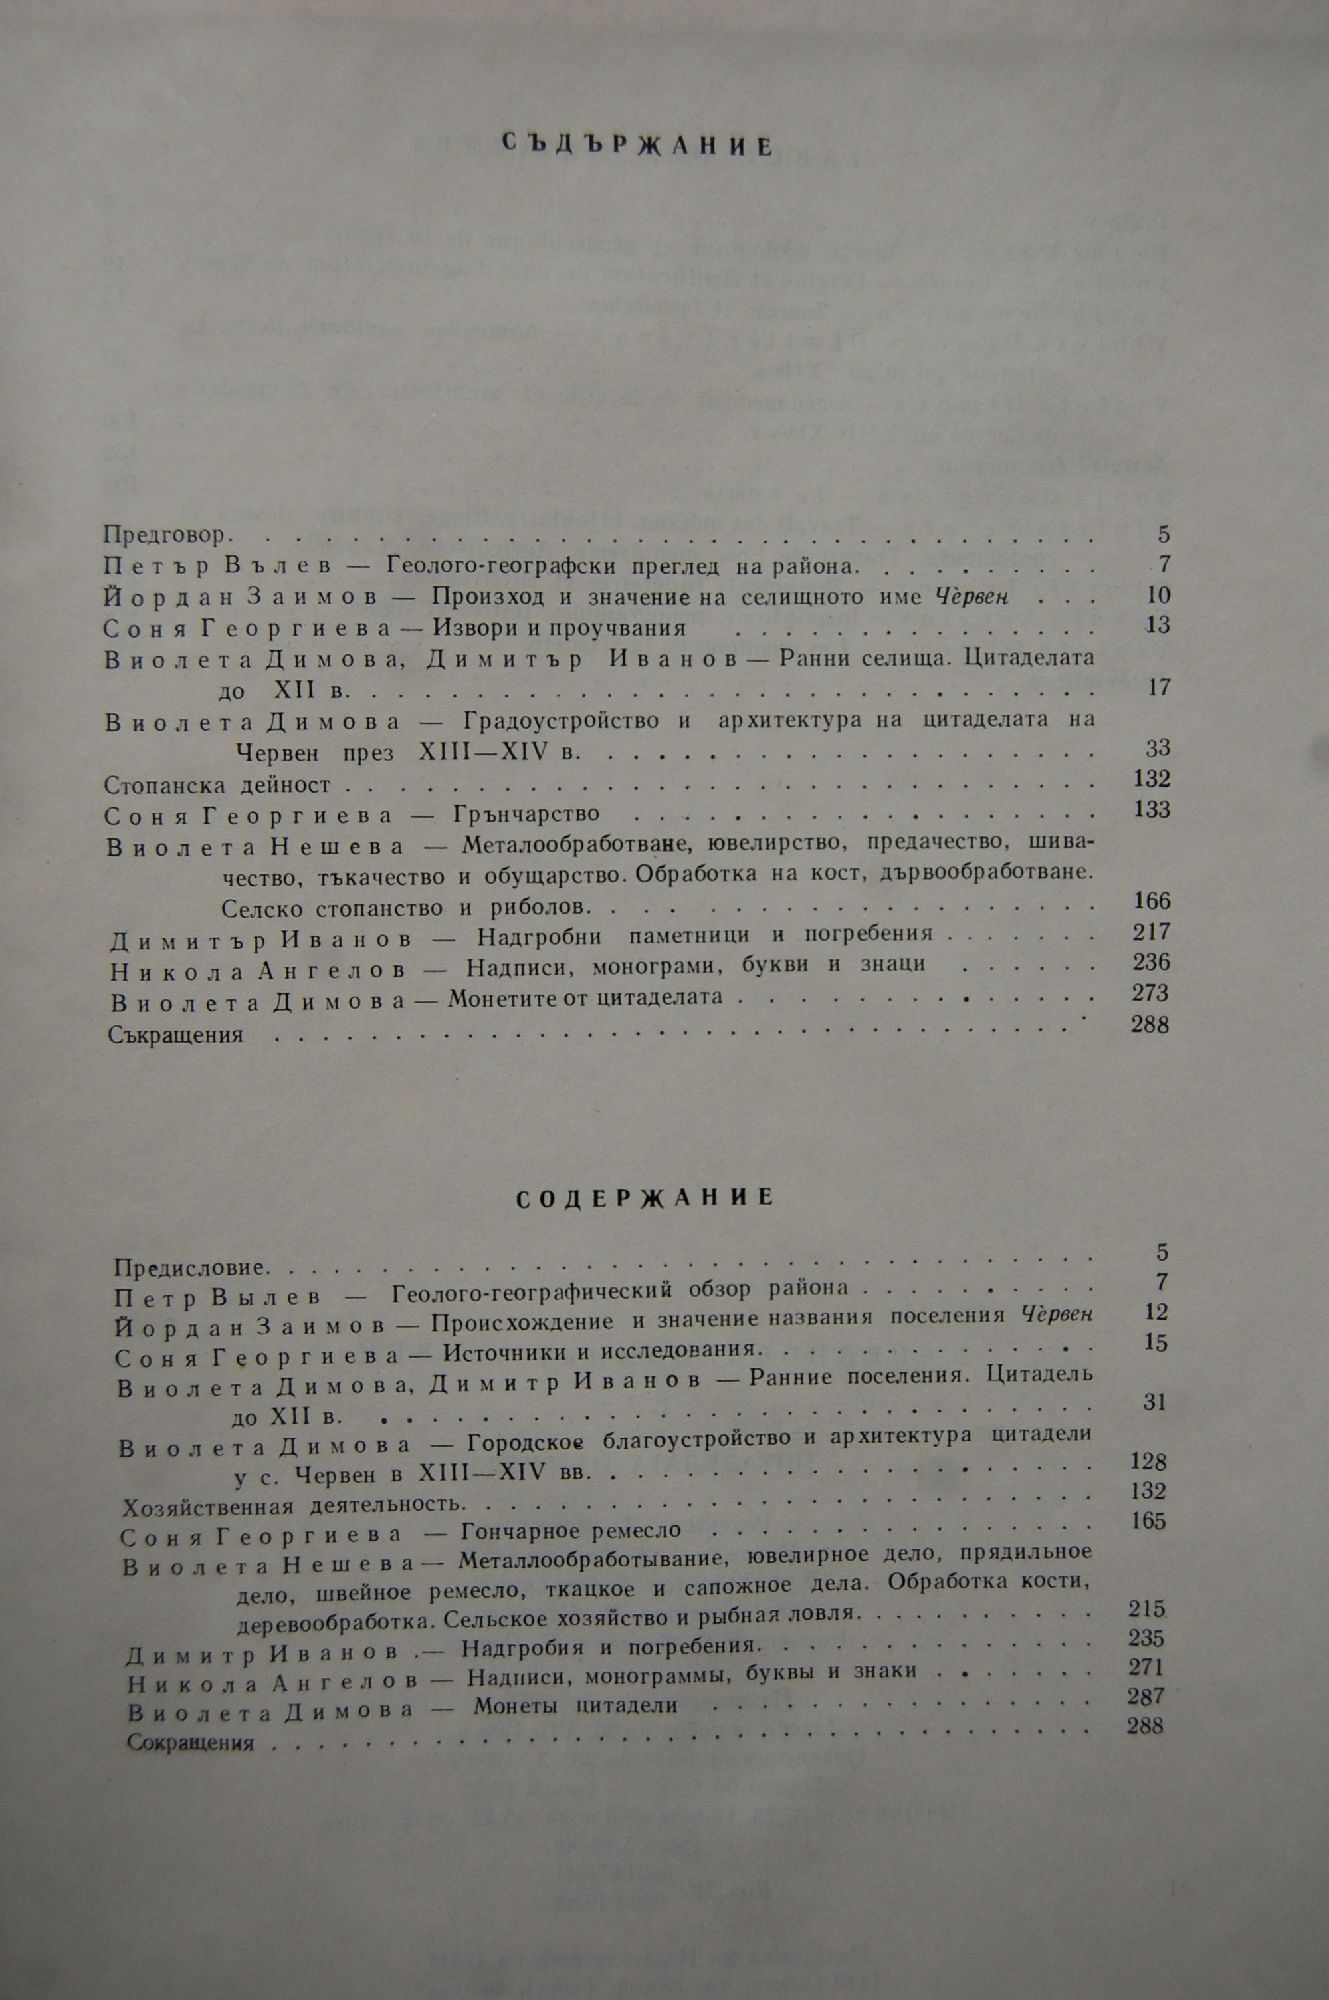 СЪДЪРЖАНИЕ
Предговор. . . . . . . . . . . . . . . . . . . . 5
Петър Вълев — Геолого-географски преглед на района. . . . . . . . . . 7
Йордан Заимов — Произход и значение на селищното име Чѐрвен . . . 10
Соня Георгиева — Извори и проучвания . . . . . . . . . . . . . 13
Виолета Димова, Димитър Иванов — Ранни селища. Цитаделата
до XII в. . . . . . . . . . . . . . . . . . . . 17
Виолета Димова — Градоустройство и архитектура на цитаделата на
Червен през XIII—XIV в. . . . . . . . . . . . . . . 33
Стопанска дейност . . . . . . . . . . . . . . . . . . . . 132
Соня Георгиева — Грънчарство . . . . . . . . . . . . . . . 133
Виолета Нешева — Металообработване, ювелирство, предачество, шива-
чество, тъкачество и обущарство. Обработка на кост, дървообработване.
Селско стопанство и риболов. . . . . . . . . . . . . . . 166
Димитър Иванов — Надгробни паметници и погребения . . . . . . . 217
Никола Ангелов — Надписи, монограми, букви и знаци . . . . . . 236
Виолета Димова — Монетите от цитаделата . . . . . . . . . . . . 273
Съкращения . . . . . . . . . . . . . . . . . . . . 288
СОДЕРЖАНИЕ
Предисловие. . . . . . . . . . . . . . . . . . . . 5
Петр Вылев — Геолого-географический обзор района . . . . . . . . . . 7
Йордан Заимов — Происхождение и значение названия поселения Чѐрвен 12
Соня Георгиева — Источники и исследования. . . . . . . . . . . . 15
Виолета Димова, Димитр Иванов — Ранние поселения. Цитадель
до XII в. . . . . . . . . . . . . . . . . . . . 31
Виолета Димова — Городское благоустройство и архитектура цитадели
у с. Червен в XIII—XIV вв. . . . . . . . . . . . . . . 128
Хозяйственная деятельность. . . . . . . . . . . . . . . . . 132
Соня Георгиева — Гончарное ремесло . . . . . . . . . . . . . 165
Виолета Нешева — Металлообработывание, ювелирное дело, прядильное
дело, швейное ремесло, ткацкое и сапожное дела. Обработка кости,
деревообработка. Сельское хозяйство и рыбная ловля. . . . . . . . . 215
Димитр Иванов .— Надгробия и погребения. . . . . . . . . . . . 235
Никола Ангелов — Надписи, монограммы, буквы и знаки . . . . . . 271
Виолета Димова — Монеты цитадели . . . . . . . . . . . . . 287
Сокращения . . . . . . . . . . . . . . . . . . . . 288